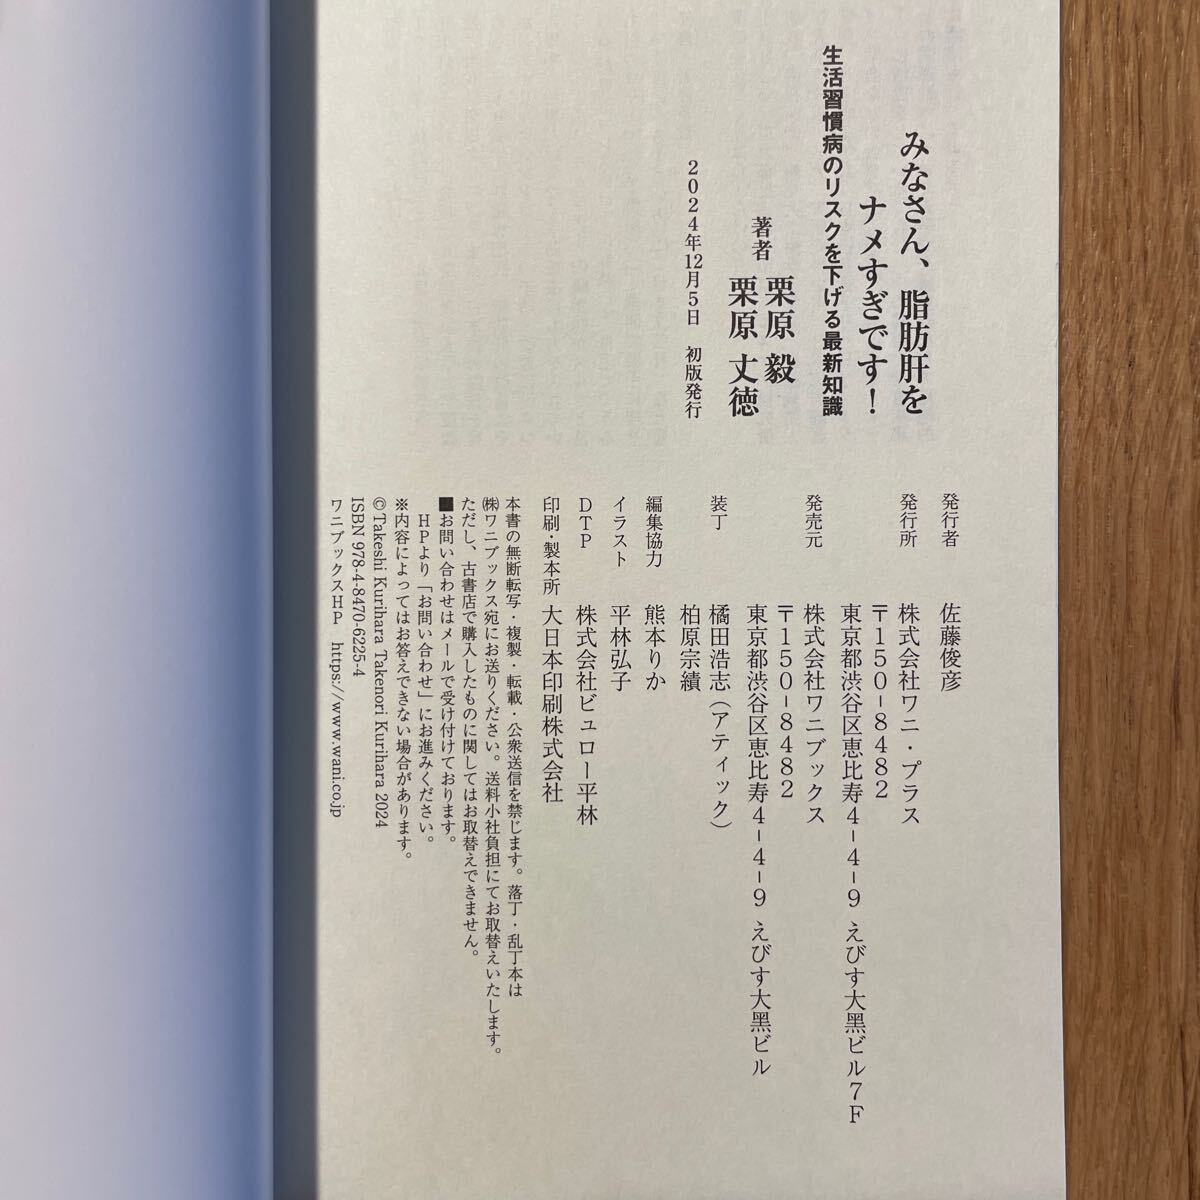 みなさん、脂肪肝を
ナメすぎです！
生活習慣病のリスクを下げる最新知識
著者 栗原 毅
栗原 丈徳
2024年12月5日 初版発行
発行者 佐藤俊彦
発行所 株式会社ワニ・プラス
〒150-8482
東京都渋谷区恵比寿4-4-9 えびす大黑ビル7F
発売元 株式会社ワニブックス
〒150-8482
東京都渋谷区恵比寿4-4-9 えびす大黑ビル
装丁 橘田浩志（アティック）
柏原宗績
編集協力 熊本りか
イラスト 平林弘子
DTP 株式会社ビュロー平林
印刷・製本所 大日本印刷株式会社
本書の無断転写・複製・転載・公衆送信を禁じます。落丁・乱丁本は
㈱ワニブックス宛にお送りください。送料小社負担にてお取替えいたします。
ただし、古書店で購入したものに関してはお取替えできません。
■お問い合わせはメールで受け付けております。
HPより「お問い合わせ」にお進みください。
※内容によってはお答えできない場合があります。
©Takeshi Kurihara Takenori Kurihara 2024
ISBN 978-4-8470-6225-4
ワニブックスHP https://www.wani.co.jp